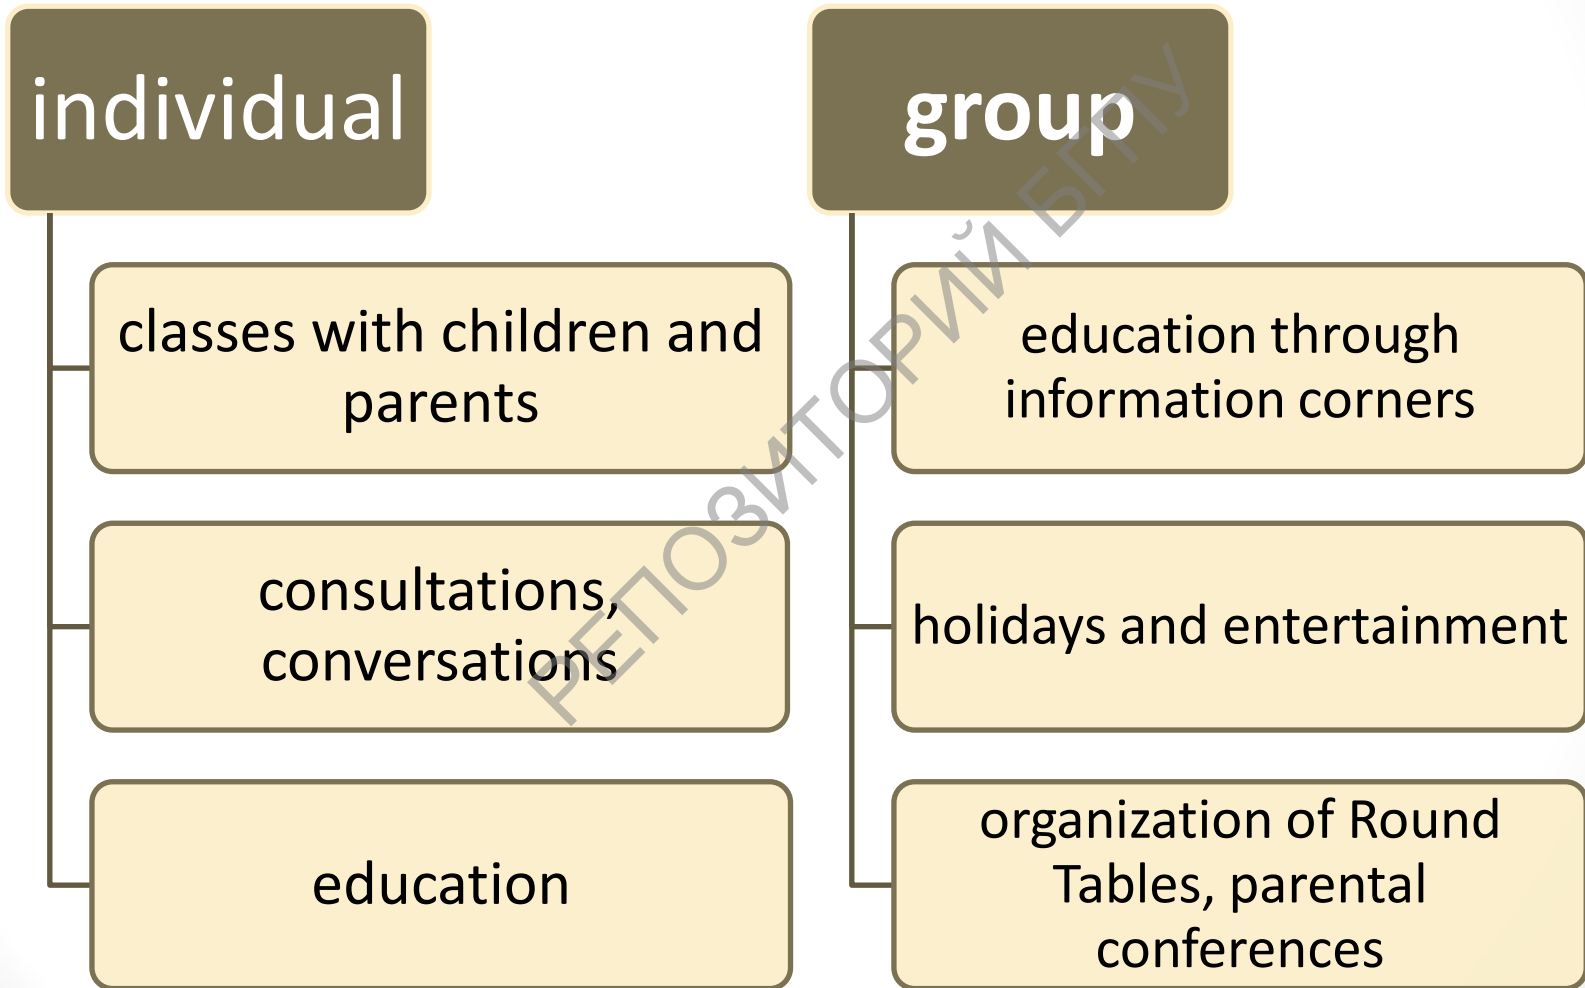 individual
classes with children and
parents
consultations,
conversations
education
group
education through
information corners
holidays and entertainment
organization of Round
Tables, parental
conferences
РЕПОЗИТОРИЙ БГПУ